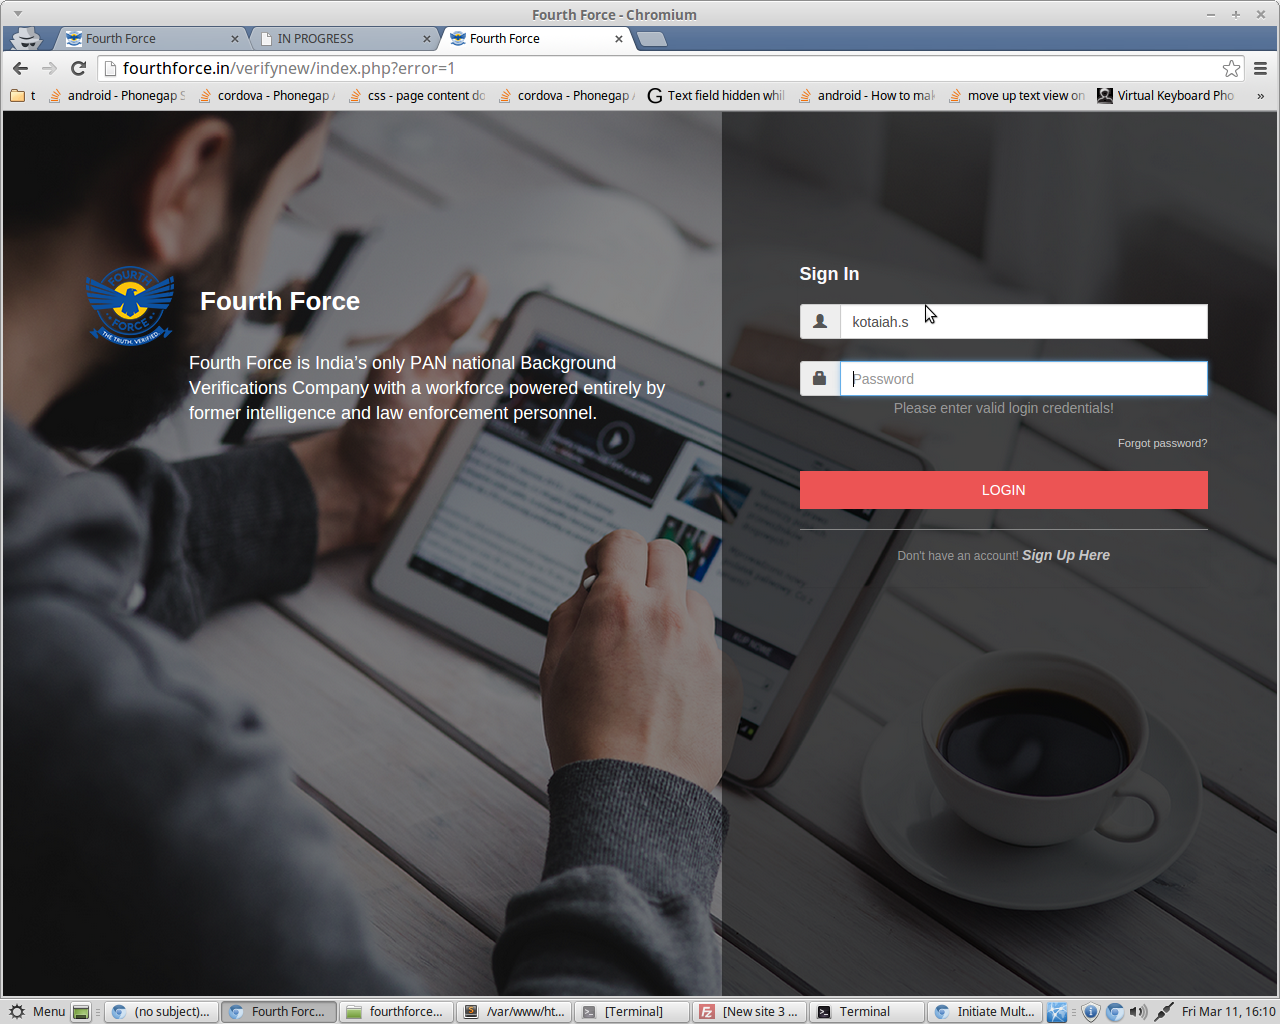 Fourth Force - Chromium
Fourth Force
IN PROGRESS
Fourth Force
fourthforce.in/verifynew/index.php?error=1
t
android - Phonegap S
cordova - Phonegap
css - page content do
cordova - Phonegap
Text field hidden whil
android - How to mak
move up text view on
Virtual Keyboard Pho
»
FOURTH
FORCE
THE TRUTH. VERIFIED.
Fourth Force
Fourth Force is India's only PAN national Background
Verifications Company with a workforce powered entirely by
former intelligence and law enforcement personnel.
Sign In
kotaiah.s
Password
Please enter valid login credentials!
Forgot password?
LOGIN
Don't have an account! Sign Up Here
Menu
(no subject)...
Fourth Forc...
fourthforce...
/var/www/ht...
[Terminal]
[New site 3 ...
Terminal
Initiate Mult...
Fri Mar 11, 16:10